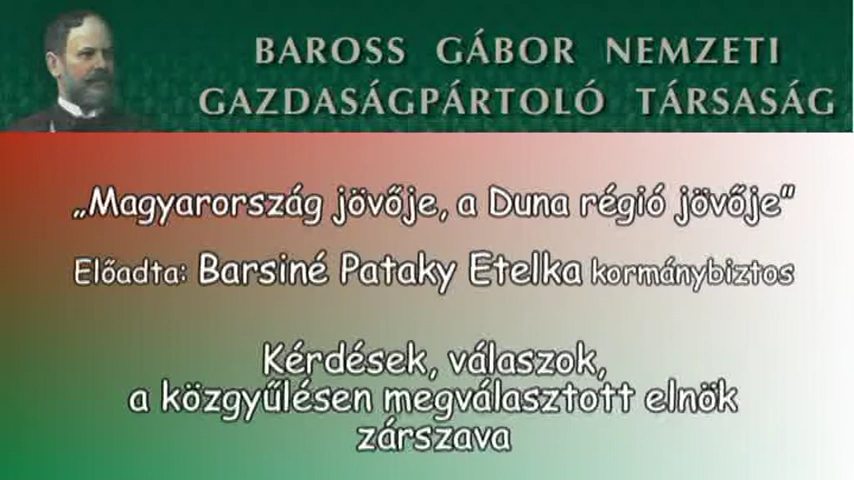 BAROSS GÁBOR NEMZETI
GAZDASÁGPÁRTOLÓ TÁRSASÁG
„Magyarország jövője, a Duna régió jövője”
Előadta: Barsiné Pataky Etelka kormánybiztos
Kérdések, válaszok,
a közgyűlésen megválasztott elnök
zárszava